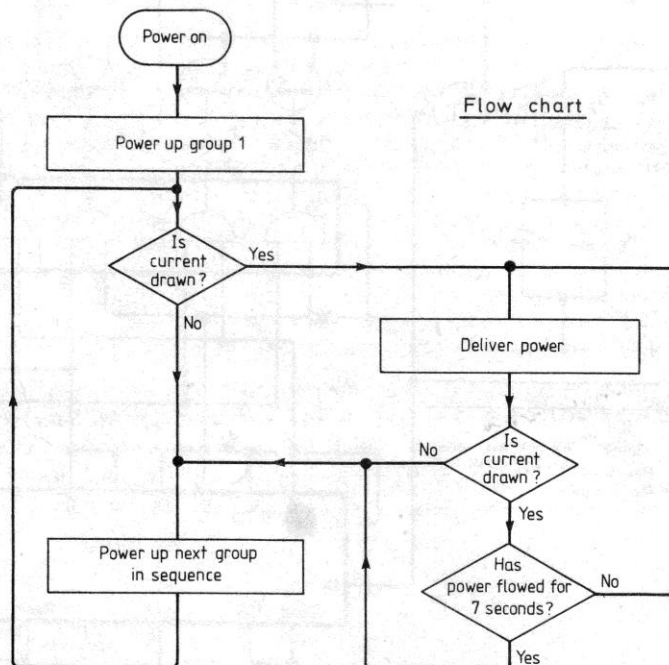 Power on
Flow chart
Power up group 1
Is
current
drawn?
Yes
No
Deliver power
Is
current
drawn?
No
Yes
Power up next group
in sequence
Has
power flowed for
7 seconds?
No
Yes